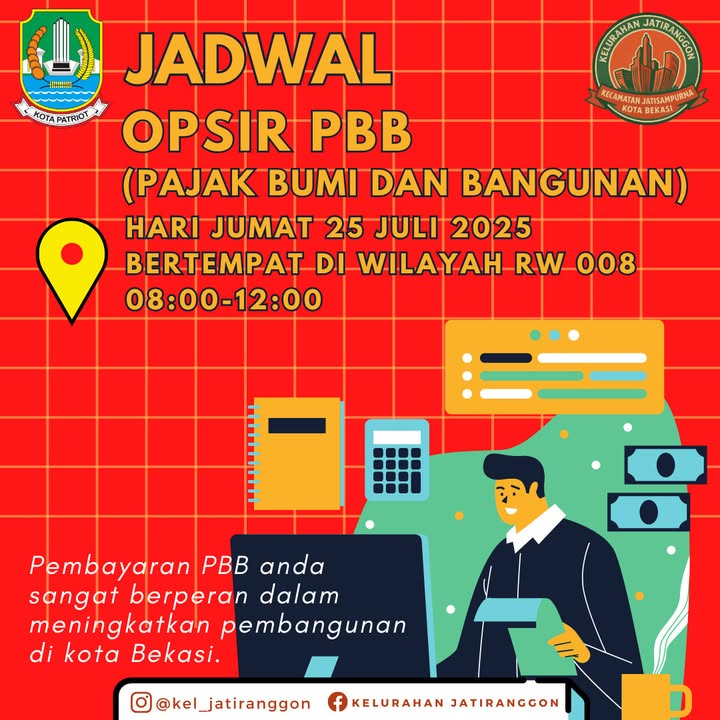 KOTA PATRIOT
KELURAHAN JATIRANGGON
KECAMATAN JATISAMPURNA
KOTA BEKASI
JADWAL
OPSIR PBB
(PAJAK BUMI DAN BANGUNAN)
HARI JUMAT 25 JULI 2025
BERTEMPAT DI WILAYAH RW 008
08:00-12:00
Pembayaran PBB anda
sangat berperan dalam
meningkatkan pembangunan
di kota Bekasi.
@kel_jatiranggon KELURAHAN JATIRANGGON